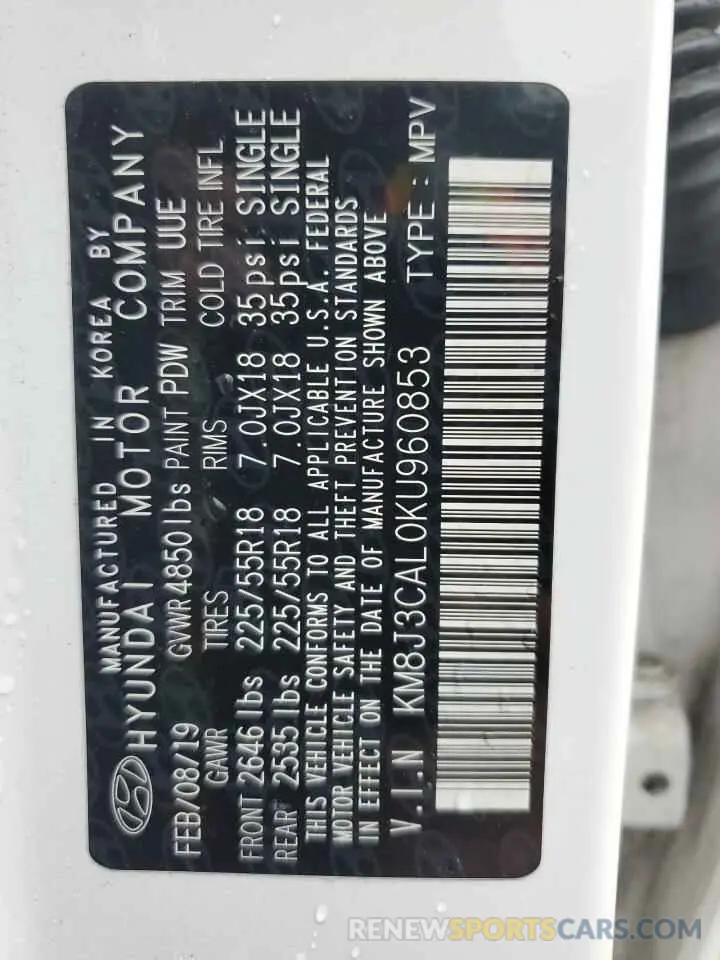 MANUFACTURED IN KOREA BY
HYUNDAI MOTOR COMPANY
FEB/08/19 GVWR 4850lbs PAINT PDW TRIM UUE
GAWR TIRES RIMS COLD TIRE INFL
FRONT 2646lbs 225/55R18 7.0JX18 35psi SINGLE
REAR 2535lbs 225/55R18 7.0JX18 35psi SINGLE
THIS VEHICLE CONFORMS TO ALL APPLICABLE U.S.A. FEDERAL
MOTOR VEHICLE SAFETY AND THEFT PREVENTION STANDARDS
IN EFFECT ON THE DATE OF MANUFACTURE SHOWN ABOVE
V.I.N KM8J3CAL0KU960853 TYPE : MPV
RENEWSPORTCARS.COM